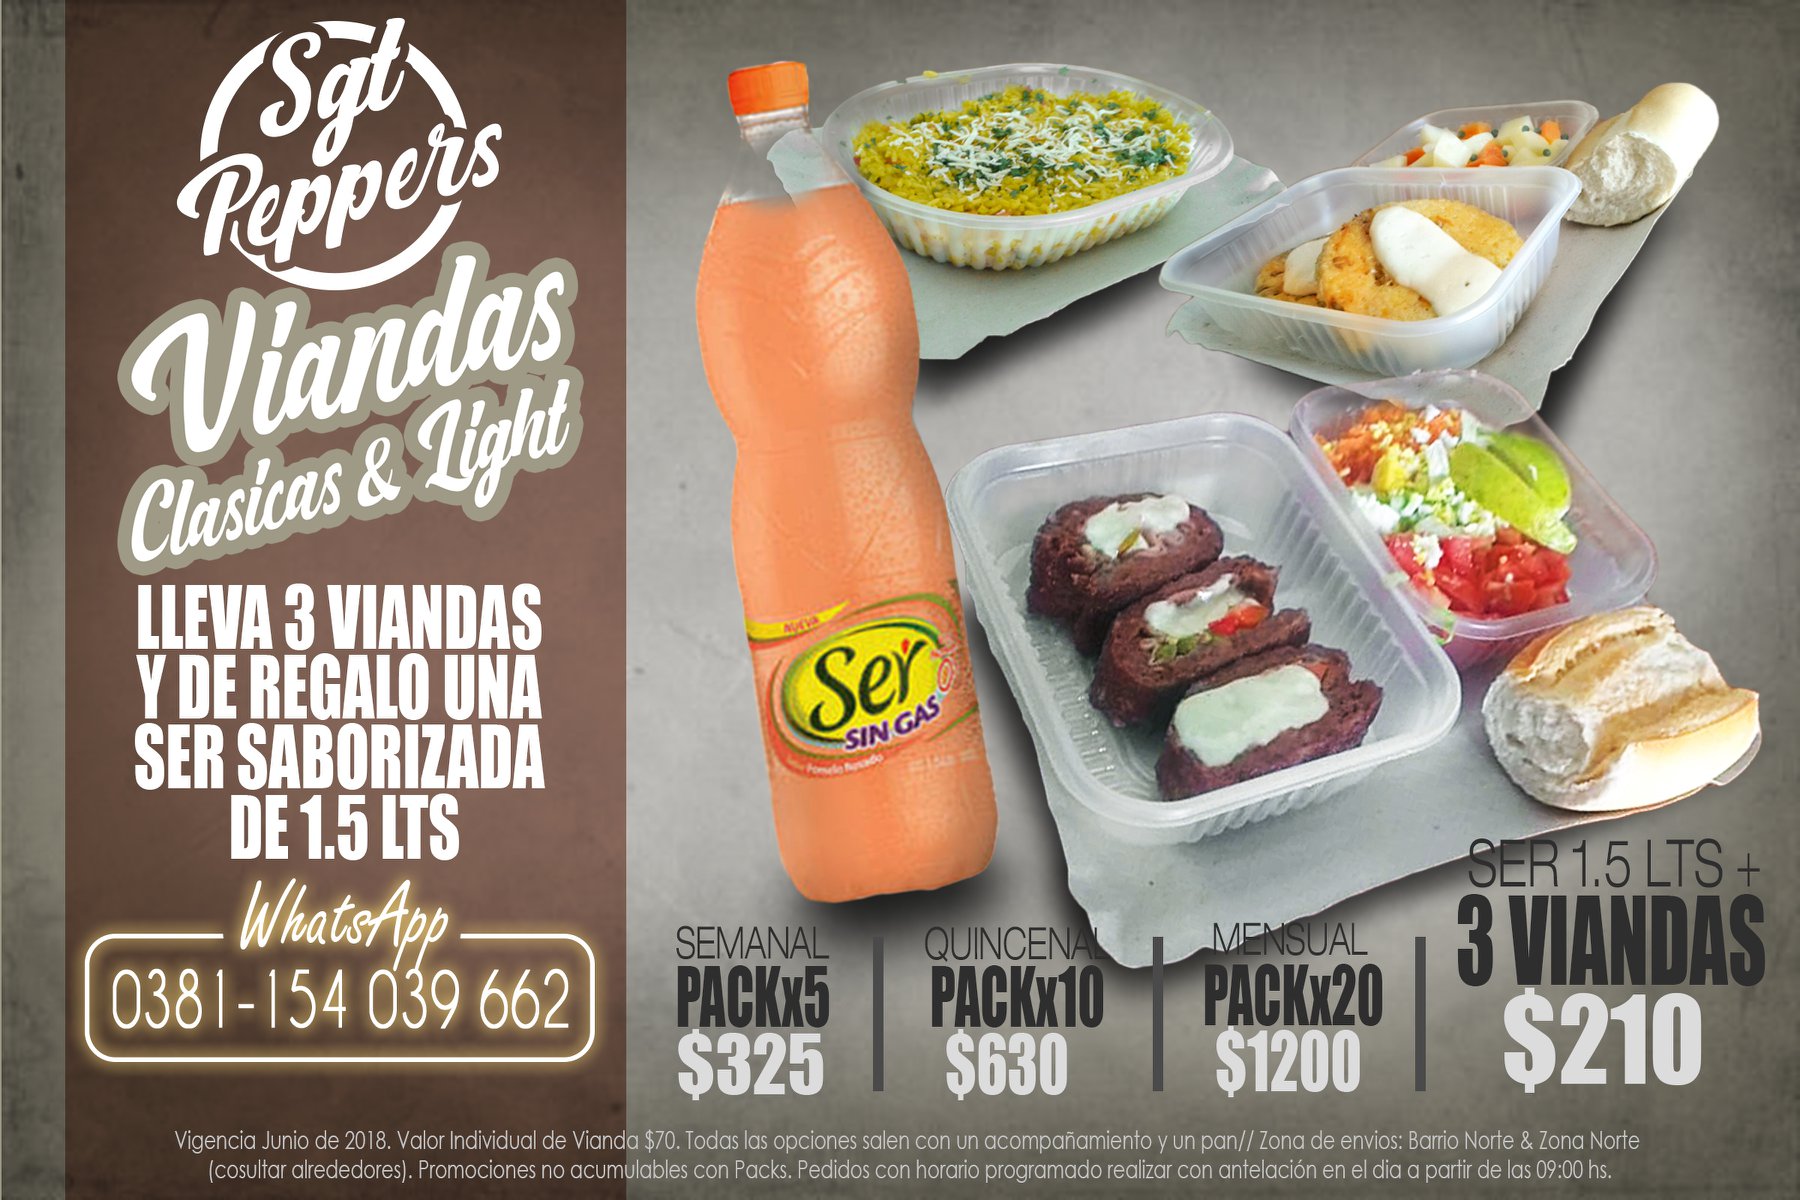 Sgt
Peppers
Viandas
Clasicas & Light
LLEVA 3 VIANDAS
Y DE REGALO UNA
SER SABORIZADA
DE 1.5 LTS
WhatsApp
0381-154 039 662
NUEVA
Ser
SIN GAS
Pomelo Rosado
SEMANAL
PACKx5
$325
QUINCENAL
PACKx10
$630
MENSUAL
PACKx20
$1200
SER 1.5 LTS +
3 VIANDAS
$210
Vigencia Junio de 2018. Valor Individual de Vianda $70. Todas las opciones salen con un acompañamiento y un pan// Zona de envios: Barrio Norte & Zona Norte
(cosultar alrededores). Promociones no acumulables con Packs. Pedidos con horario programado realizar con antelación en el dia a partir de las 09:00 hs.